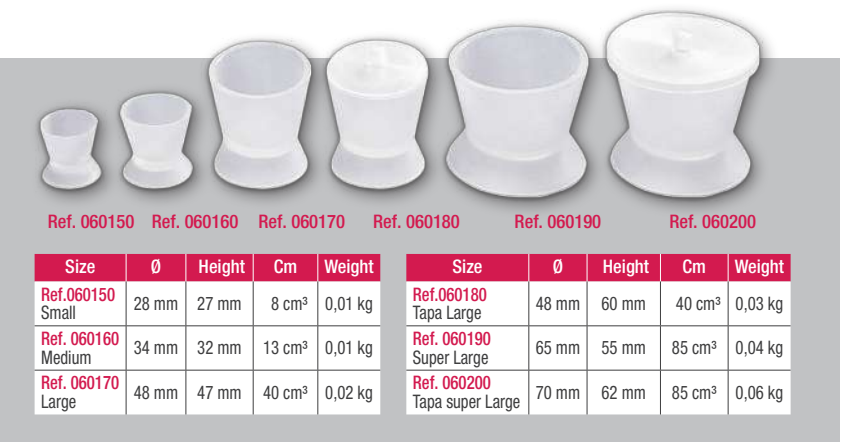 Ref. 060150 Ref. 060160 Ref. 060170 Ref. 060180 Ref. 060190 Ref. 060200
Size Ø Height Cm Weight
Ref.060150
Small 28 mm 27 mm 8 cm³ 0,01 kg
Ref. 060160
Medium 34 mm 32 mm 13 cm³ 0,01 kg
Ref. 060170
Large 48 mm 47 mm 40 cm³ 0,02 kg
Size Ø Height Cm Weight
Ref.060180
Tapa Large 48 mm 60 mm 40 cm³ 0,03 kg
Ref. 060190
Super Large 65 mm 55 mm 85 cm³ 0,04 kg
Ref. 060200
Tapa super Large 70 mm 62 mm 85 cm³ 0,06 kg